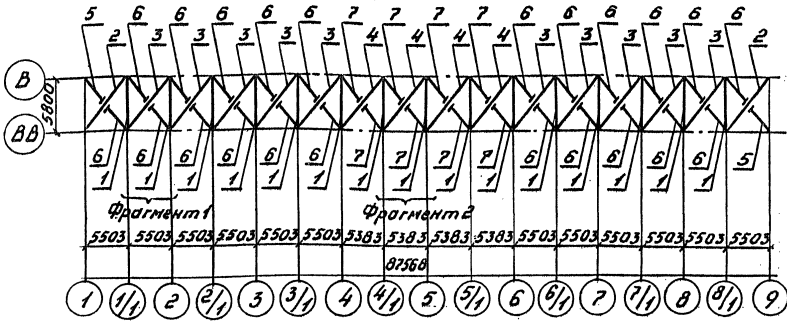 5 6 6 6 6 6 7 7 7 7 6 6 6 6 6 6
2 3 3 3 3 3 4 4 4 4 3 3 3 3 3 2
В
5800
ВВ
6 6 6 6 6 6 7 7 7 7 6 6 6 6 6 5
1 1 1 1 1 1 1 1 1 1 1 1 1 1 1
Фрагмент 1 Фрагмент 2
5503 5503 5503 5503 5503 5503 5383 5383 5383 5383 5503 5503 5503 5503 5503 5503
87568
1 1/1 2 2/1 3 3/1 4 4/1 5 5/1 6 6/1 7 7/1 8 8/1 9